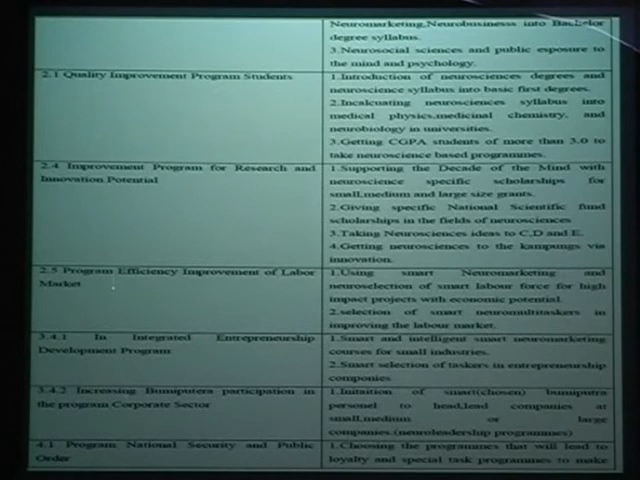 Neuromarketing,Neurobusinesss into Bachelor
degree syllabus.
3.Neurosocial sciences and public exposure to
the mind and psychology.
2.1 Quality Improvement Program Students
1.Introduction of neurosciences degrees and
neuroscience syllabus into basic first degrees.
2.Incalcuating neurosciences syllabus into
medical physics,medicinal chemistry, and
neurobiology in universities.
3.Getting CGPA students of more than 3.0 to
take neuroscience based programmes.
2.4 Improvement Program for Research and
Innovation Potential
1.Supporting the Decade of the Mind with
neuroscience specific scholarships for
small,medium and large size grants.
2.Giving specific National Scientific fund
scholarships in the fields of neurosciences
3.Taking Neurosciences ideas to C,D and E.
4.Getting neurosciences to the kampungs via
innovation.
2.5 Program Efficiency Improvement of Labor
Market
1.Using smart Neuromarketing and
neuroselection of smart labour force for high
impact projects with economic potential.
2.selection of smart neuromultitaskers in
improving the labour market.
3.4.1 In Integrated Entrepreneurship
Development Program
1.Smart and intelligent smart neuromarketing
courses for small industries.
2.Smart selection of taskers in entrepreneurship
componies
3.4.2 Increasing Bumiputera participation in
the program Corporate Sector
1.Initaition of smart(chosen) bumiputra
personel to head,lead companies at
small,medium or large
companies.(neuroleadership programmes)
4.1 Program National Security and Public
Order
1.Choosing the programmes that will lead to
loyalty and special task programmes to make